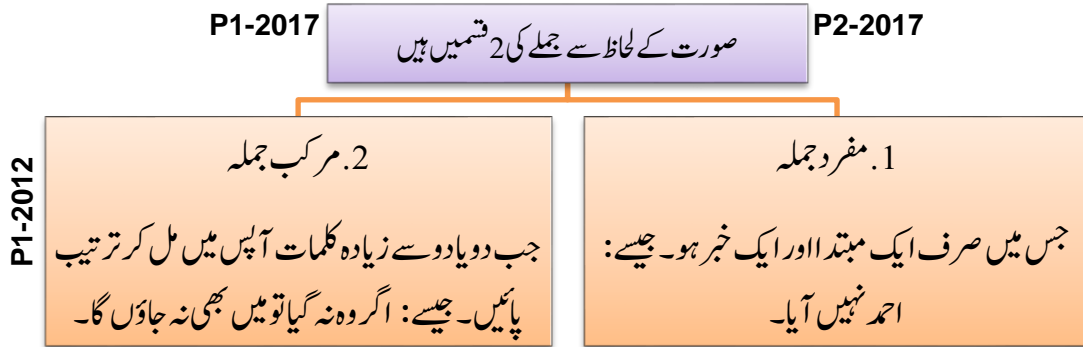 P1-2017
P2-2017
صورت کے لحاظ سے جملے کی 2 قسمیں ہیں
1. مفرد جملہ
جس میں صرف ایک مبتدا اور ایک خبر ہو۔ جیسے:
احمد نہیں آیا۔
2. مرکب جملہ
جب دو یا دو سے زیادہ کلمات آپس میں مل کر ترتیب
پائیں۔ جیسے: اگر وہ نہ گیا تو میں بھی نہ جاؤں گا۔
P1-2012